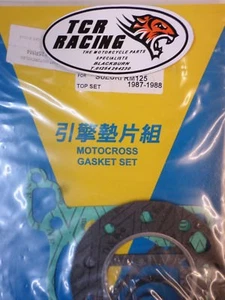 TCR
RACING
THE MOTORCYCLE PARTS
SPECIALISTS
BLACKBURN
FOR SUZUKI RM125
TOP SET 1987-1988
引擎墊片組
MOTOCROSS
GASKET SET